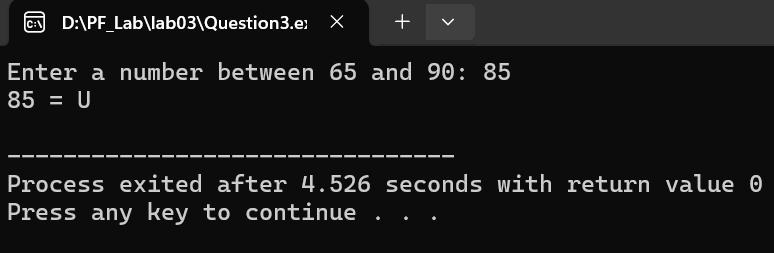 D:\PF_Lab\lab03\Question3.e
Enter a number between 65 and 90: 85
85 = U
--------------------------------
Process exited after 4.526 seconds with return value 0
Press any key to continue . . .